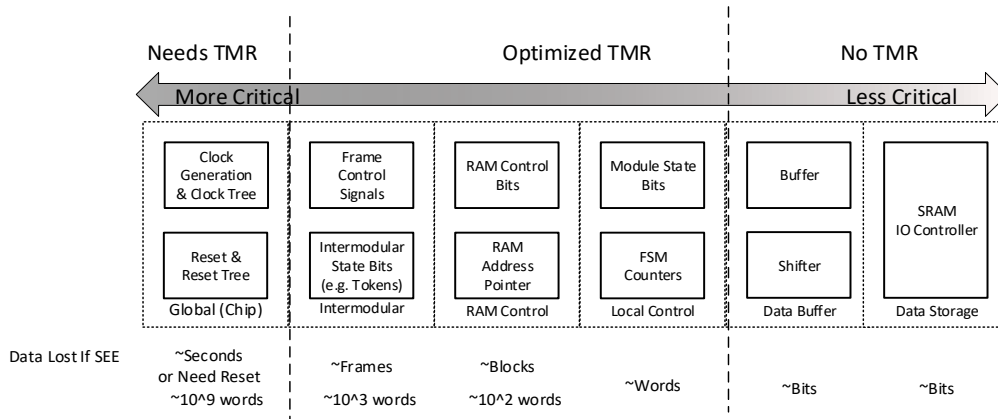 Needs TMR
Optimized TMR
No TMR
More Critical
Less Critical
Clock
Generation
& Clock Tree
Reset &
Reset Tree
Global (Chip)
Frame
Control
Signals
Intermodular
State Bits
(e.g. Tokens)
Intermodular
RAM Control
Bits
RAM
Address
Pointer
RAM Control
Module State
Bits
FSM
Counters
Local Control
Buffer
Shifter
Data Buffer
SRAM
IO Controller
Data Storage
Data Lost If SEE
~Seconds
or Need Reset
~10^9 words
~Frames
~10^3 words
~Blocks
~10^2 words
~Words
~Bits
~Bits